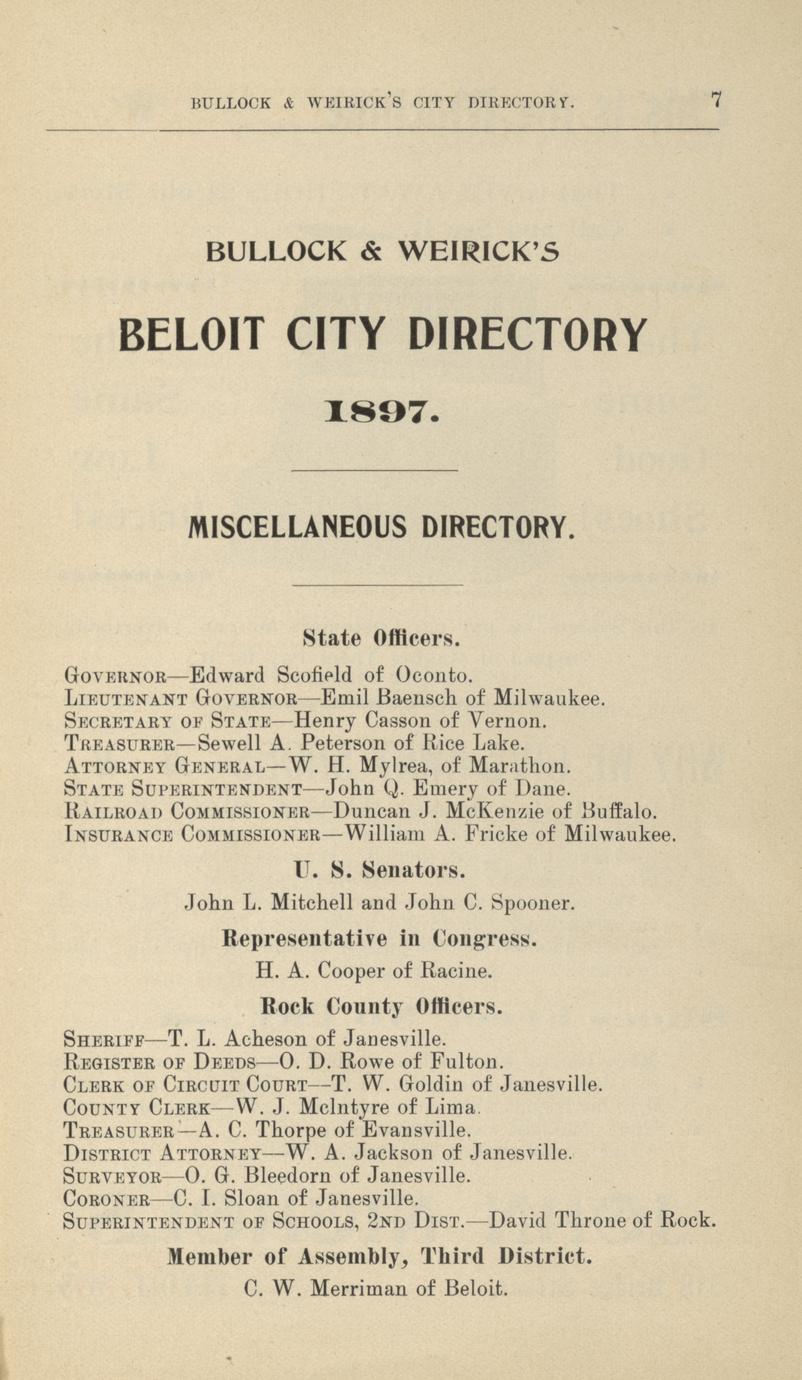 BULLOCK & WEIRICK'S CITY DIRECTORY. 7
BULLOCK & WEIRICK'S
BELOIT CITY DIRECTORY
1897.
MISCELLANEOUS DIRECTORY.
State Officers.
GOVERNOR—Edward Scofield of Oconto.
LIEUTENANT GOVERNOR—Emil Baensch of Milwaukee.
SECRETARY OF STATE—Henry Casson of Vernon.
TREASURER—Sewell A. Peterson of Rice Lake.
ATTORNEY GENERAL—W. H. Mylrea, of Marathon.
STATE SUPERINTENDENT—John Q. Emery of Dane.
RAILROAD COMMISSIONER—Duncan J. McKenzie of Buffalo.
INSURANCE COMMISSIONER—William A. Fricke of Milwaukee.
U. S. Senators.
John L. Mitchell and John C. Spooner.
Representative in Congress.
H. A. Cooper of Racine.
Rock County Officers.
SHERIFF—T. L. Acheson of Janesville.
REGISTER OF DEEDS—O. D. Rowe of Fulton.
CLERK OF CIRCUIT COURT—T. W. Goldin of Janesville.
COUNTY CLERK—W. J. McIntyre of Lima.
TREASURER—A. C. Thorpe of Evansville.
DISTRICT ATTORNEY—W. A. Jackson of Janesville.
SURVEYOR—O. G. Bleedorn of Janesville.
CORONER—C. I. Sloan of Janesville.
SUPERINTENDENT OF SCHOOLS, 2ND DIST.—David Throne of Rock.
Member of Assembly, Third District.
C. W. Merriman of Beloit.